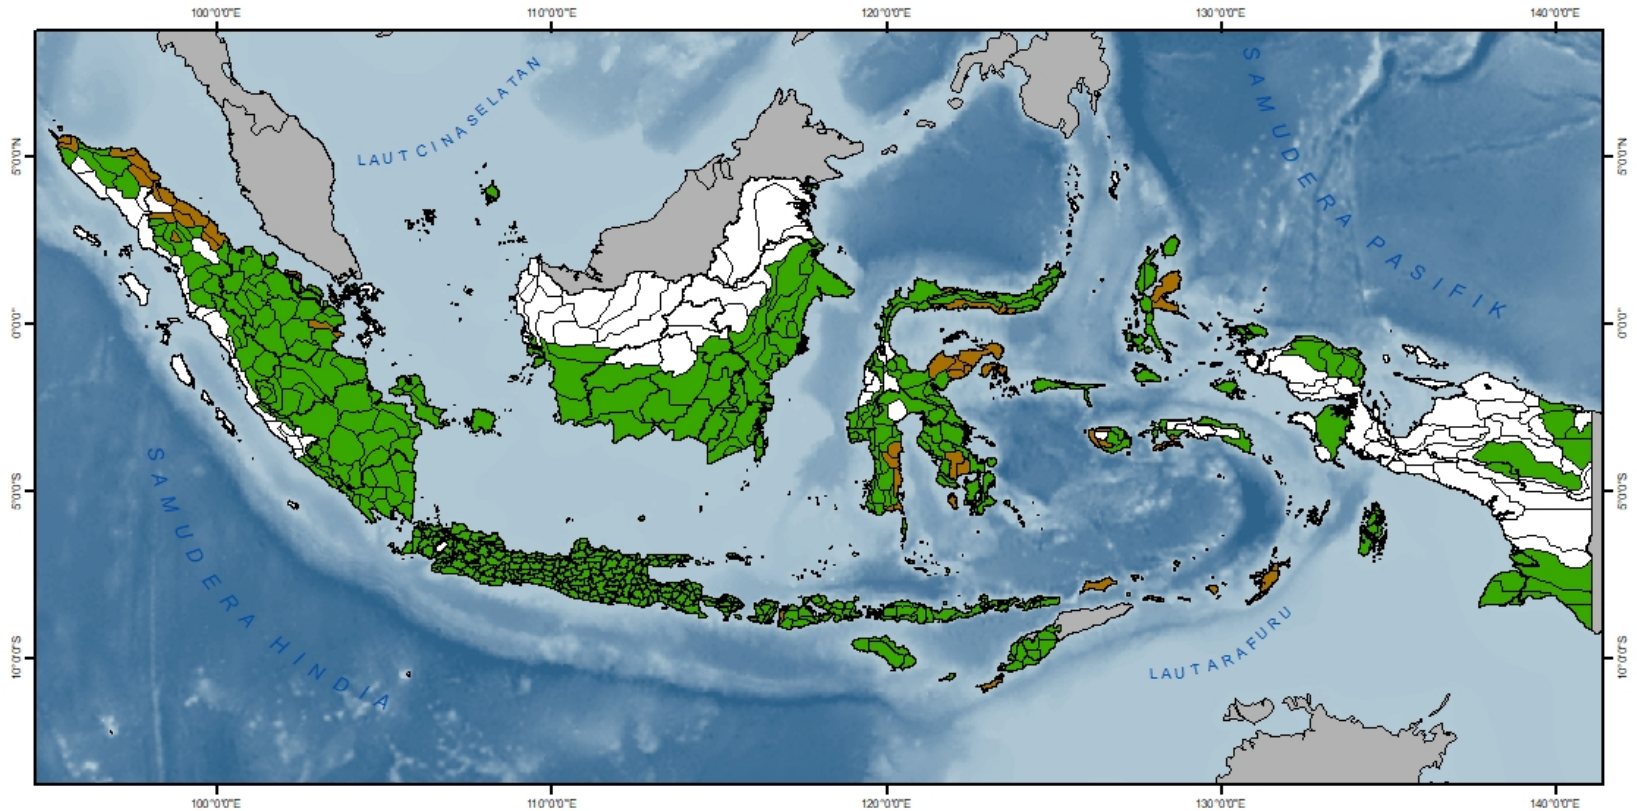 100°0'0"E
110°0'0"E
120°0'0"E
130°0'0"E
140°0'0"E
5°0'0"N
0°0'0"
5°0'0"S
10°0'0"S
LAUT CINA SELATAN
SAMUDERA PASIFIK
SAMUDERA HINDIA
LAUT ARAFURU
5°0'0"N
0°0'0"
5°0'0"S
10°0'0"S
100°0'0"E
110°0'0"E
120°0'0"E
130°0'0"E
140°0'0"E